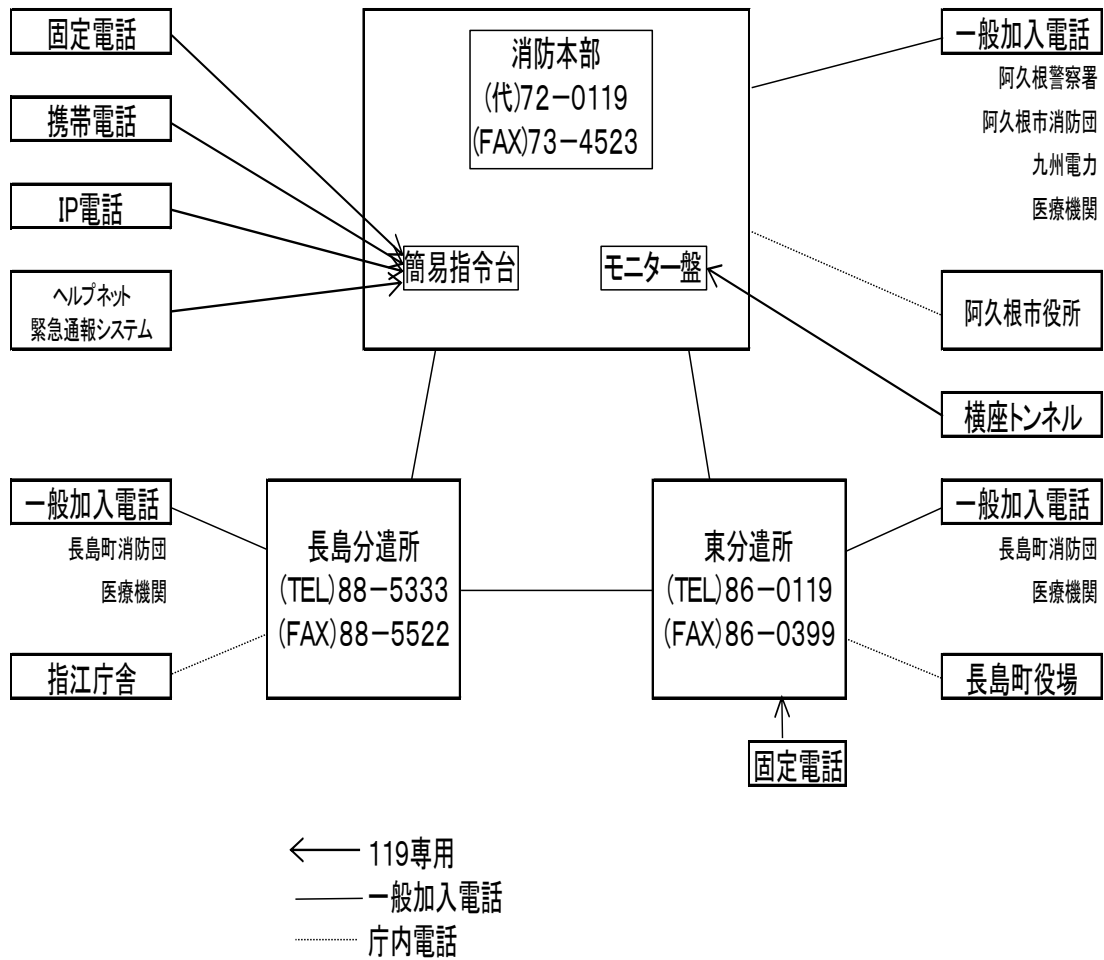 固定電話
携帯電話
IP電話
ヘルプネット
緊急通報システム
消防本部
(代)72-0119
(FAX)73-4523
簡易指令台
モニター盤
一般加入電話
阿久根警察署
阿久根市消防団
九州電力
医療機関
阿久根市役所
横座トンネル
一般加入電話
長島町消防団
医療機関
指江庁舎
長島分遣所
(TEL)88-5333
(FAX)88-5522
東分遣所
(TEL)86-0119
(FAX)86-0399
一般加入電話
長島町消防団
医療機関
長島町役場
固定電話
119専用
一般加入電話
庁内電話